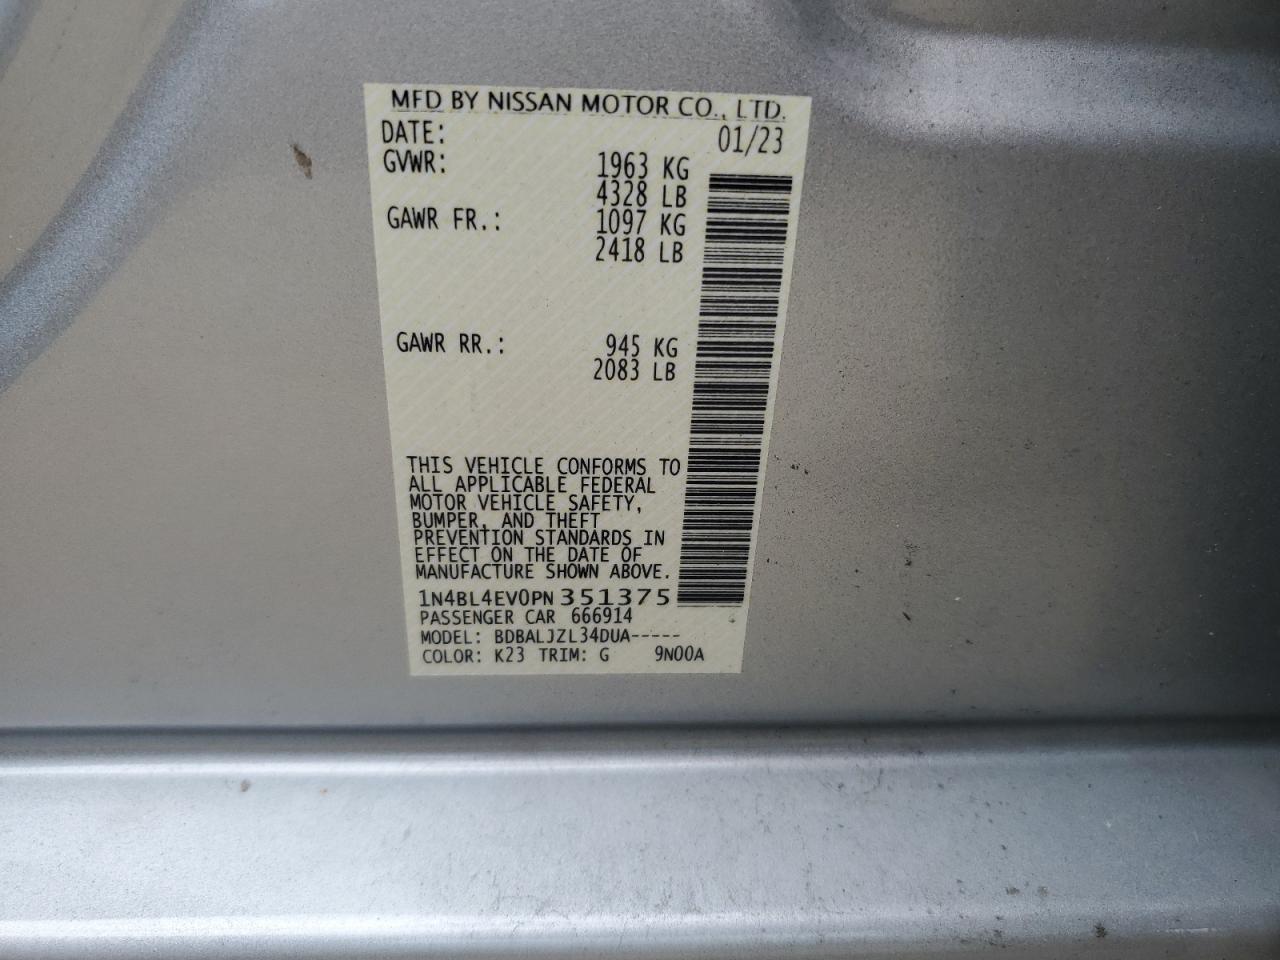 MFD BY NISSAN MOTOR CO., LTD.
DATE: 01/23
GVWR: 1963 KG
4328 LB
GAWR FR.: 1097 KG
2418 LB
GAWR RR.: 945 KG
2083 LB
THIS VEHICLE CONFORMS TO
ALL APPLICABLE FEDERAL
MOTOR VEHICLE SAFETY,
BUMPER, AND THEFT
PREVENTION STANDARDS IN
EFFECT ON THE DATE OF
MANUFACTURE SHOWN ABOVE.
1N4BL4EV0PN351375
PASSENGER CAR 666914
MODEL: BDBALJZL34DUA-----
COLOR: K23 TRIM: G 9N00A